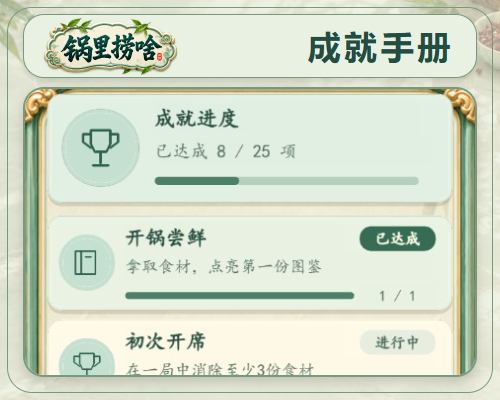 锅里捞啥
成就手册
成就进度
已达成 8 / 25 项
开锅尝鲜
已达成
拿取食材，点亮第一份图鉴
1 / 1
初次开席
进行中
在一局中消除至少3份食材